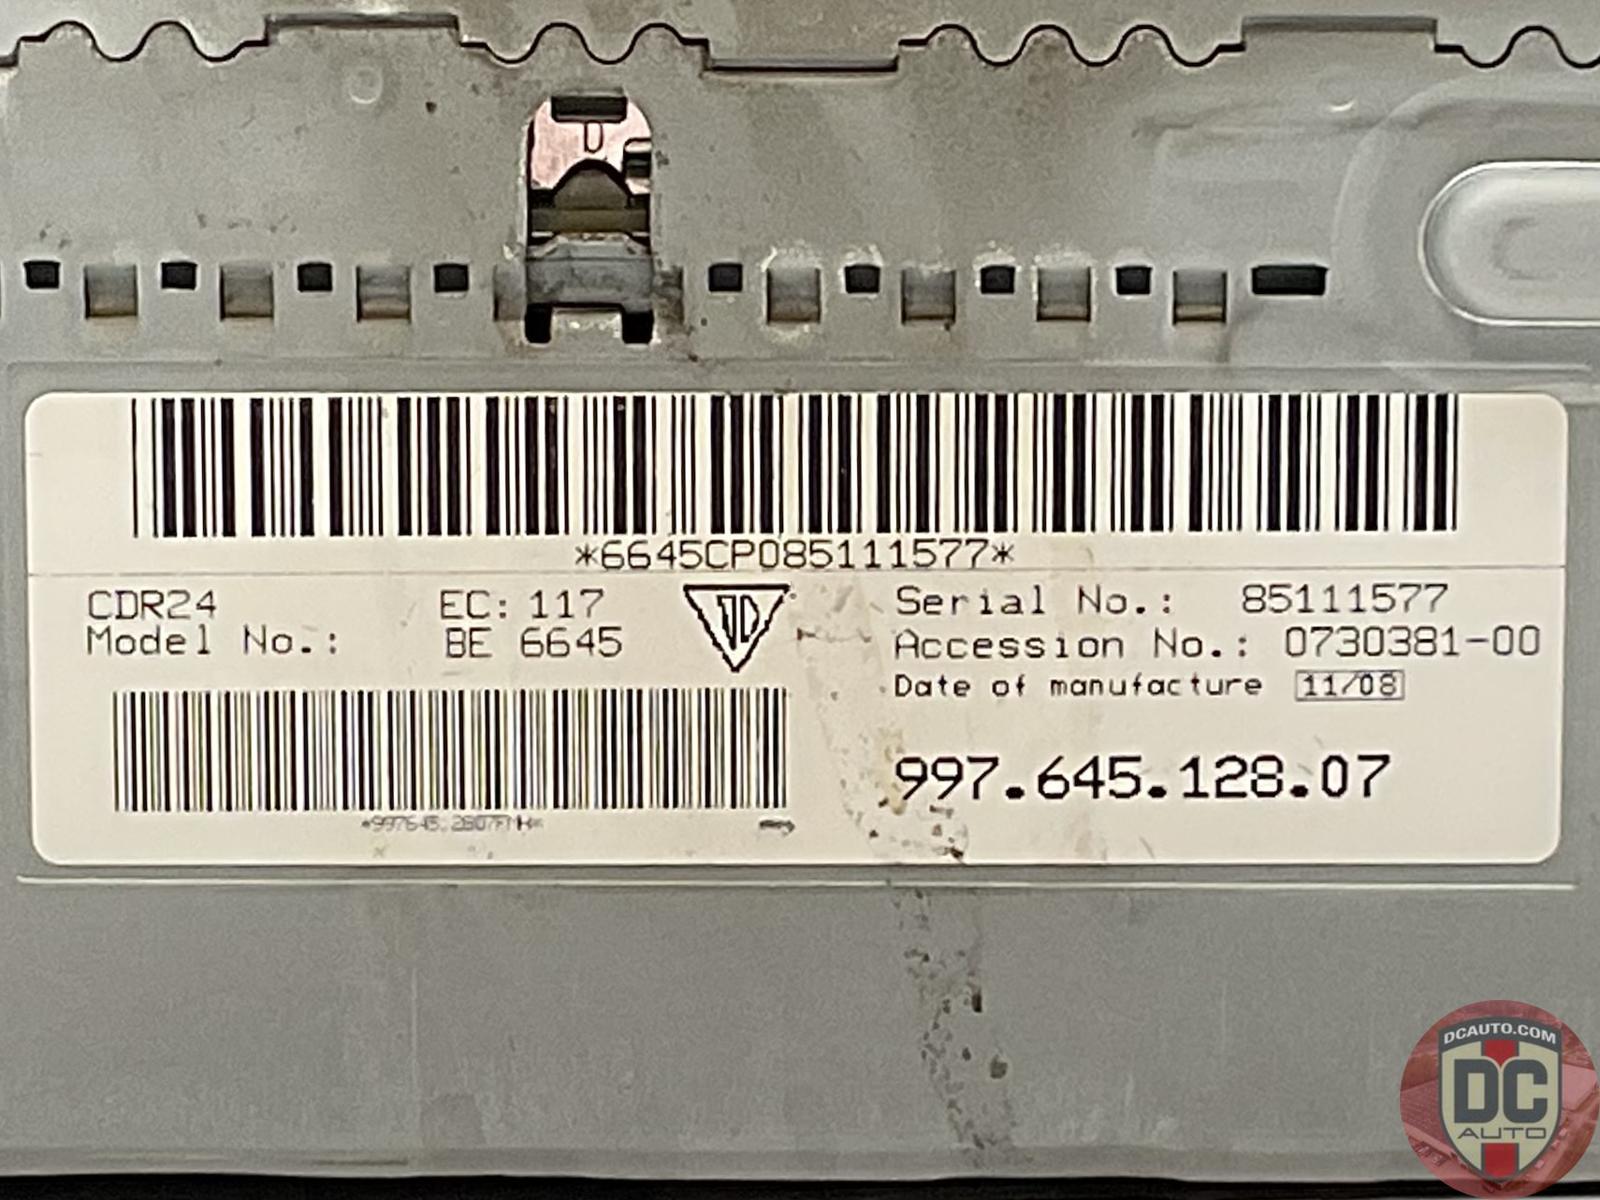 *6645CP085111577*
CDR24 EC: 117
Model No.: BE 6645
Serial No.: 85111577
Accession No.: 0730381-00
Date of manufacture 11/08
997.645.128.07
DCAUTO.COM
DC
AUTO